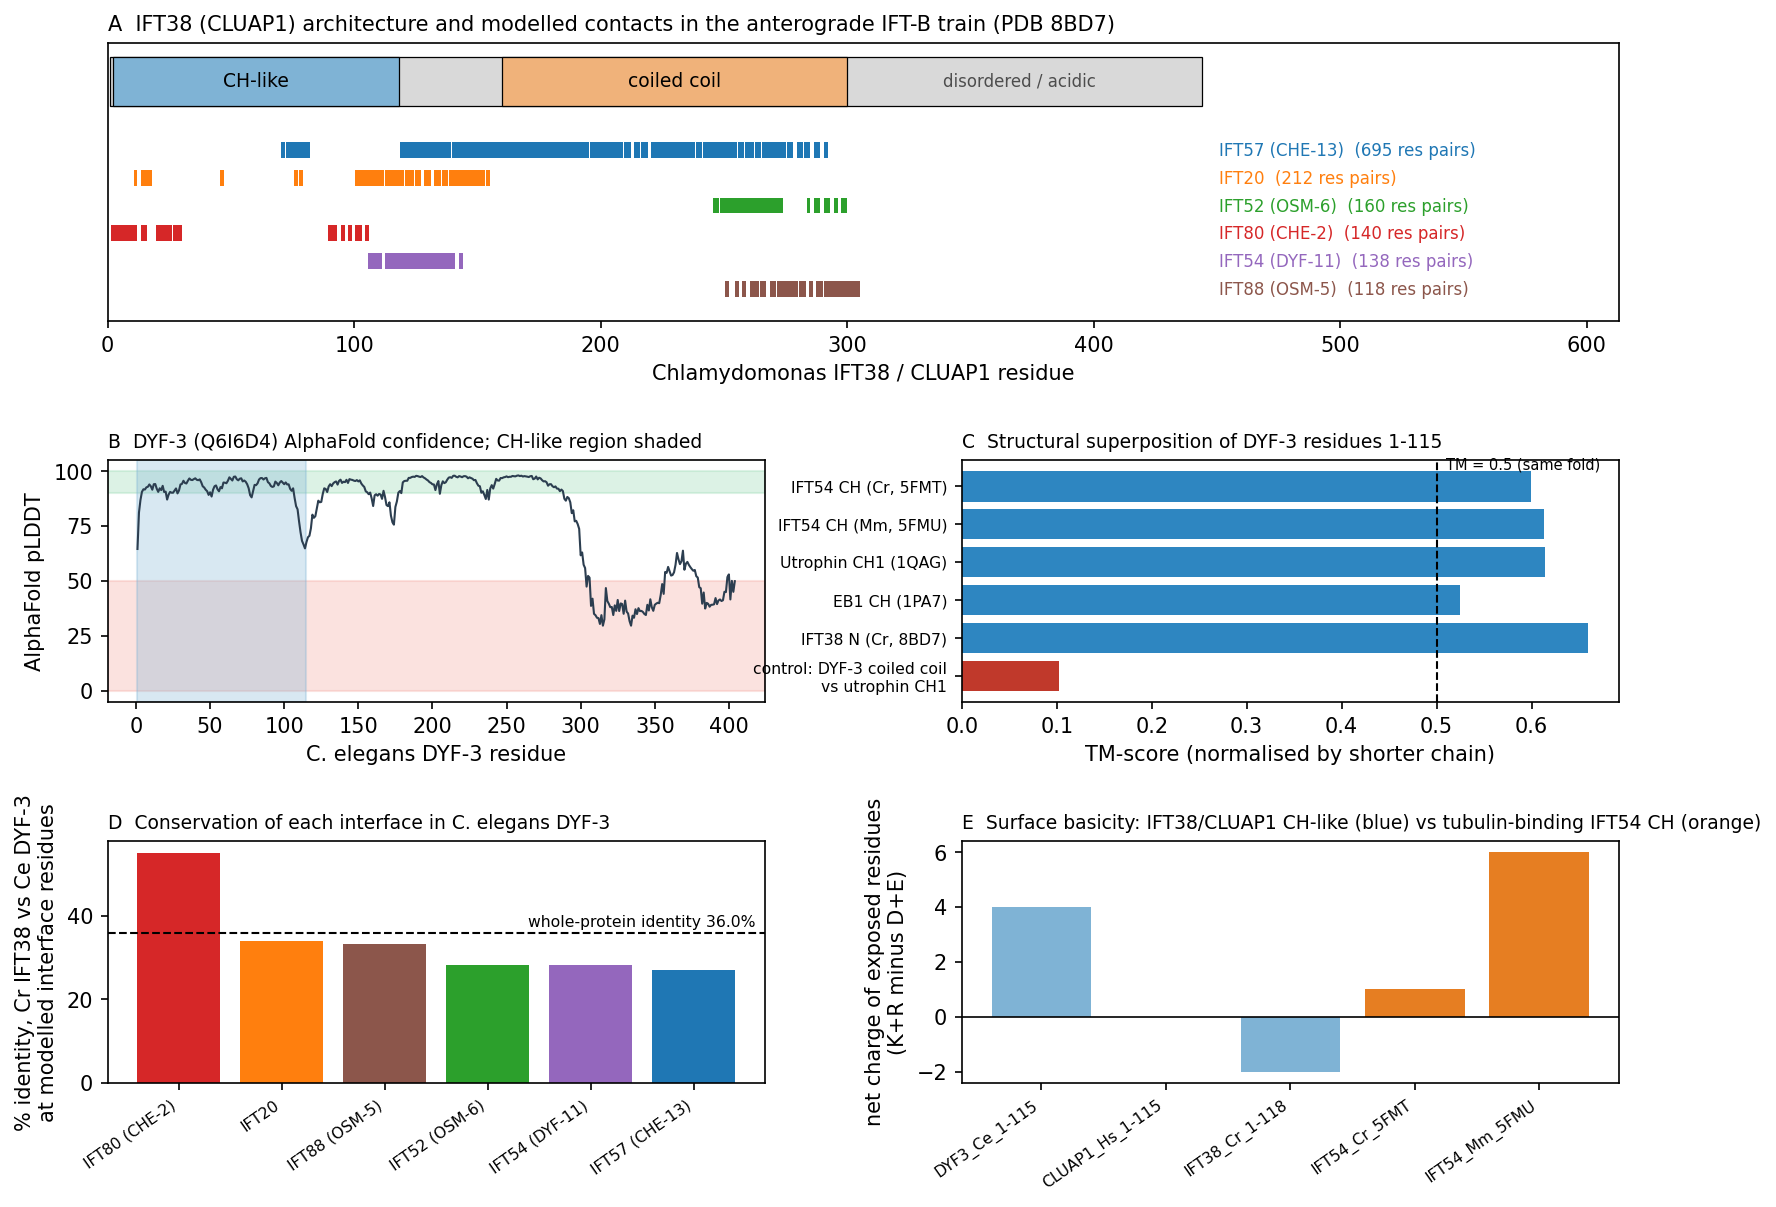 A  IFT38 (CLUAP1) architecture and modelled contacts in the anterograde IFT-B train (PDB 8BD7)
CH-like
coiled coil
disordered / acidic
IFT57 (CHE-13)  (695 res pairs)
IFT20  (212 res pairs)
IFT52 (OSM-6)  (160 res pairs)
IFT80 (CHE-2)  (140 res pairs)
IFT54 (DYF-11)  (138 res pairs)
IFT88 (OSM-5)  (118 res pairs)
0 100 200 300 400 500 600
Chlamydomonas IFT38 / CLUAP1 residue
B  DYF-3 (Q6I6D4) AlphaFold confidence; CH-like region shaded
AlphaFold pLDDT
100
75
50
25
0
0 50 100 150 200 250 300 350 400
C. elegans DYF-3 residue
C  Structural superposition of DYF-3 residues 1-115
TM = 0.5 (same fold)
IFT54 CH (Cr, 5FMT)
IFT54 CH (Mm, 5FMU)
Utrophin CH1 (1QAG)
EB1 CH (1PA7)
IFT38 N (Cr, 8BD7)
control: DYF-3 coiled coil
vs utrophin CH1
0.0 0.1 0.2 0.3 0.4 0.5 0.6
TM-score (normalised by shorter chain)
D  Conservation of each interface in C. elegans DYF-3
% identity, Cr IFT38 vs Ce DYF-3
at modelled interface residues
whole-protein identity 36.0%
40
20
0
IFT80 (CHE-2)
IFT20
IFT88 (OSM-5)
IFT52 (OSM-6)
IFT54 (DYF-11)
IFT57 (CHE-13)
E  Surface basicity: IFT38/CLUAP1 CH-like (blue) vs tubulin-binding IFT54 CH (orange)
net charge of exposed residues
(K+R minus D+E)
6
4
2
0
−2
DYF3_Ce_1-115
CLUAP1_Hs_1-115
IFT38_Cr_1-118
IFT54_Cr_5FMT
IFT54_Mm_5FMU